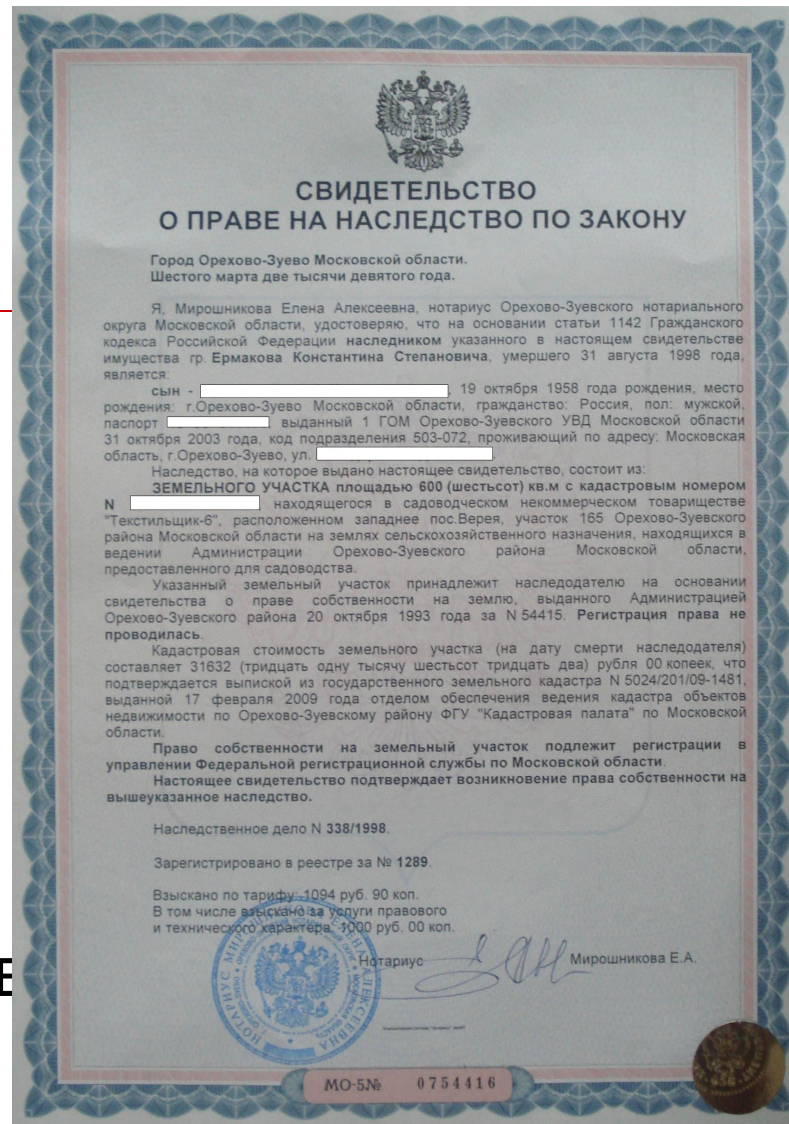 СВИДЕТЕЛЬСТВО
О ПРАВЕ НА НАСЛЕДСТВО ПО ЗАКОНУ
Город Орехово-Зуево Московской области.
Шестого марта две тысячи девятого года.
Я, Мирошникова Елена Алексеевна, нотариус Орехово-Зуевского нотариального
округа Московской области, удостоверяю, что на основании статьи 1142 Гражданского
кодекса Российской Федерации наследником указанного в настоящем свидетельстве
имущества гр. Ермакова Константина Степановича, умершего 31 августа 1998 года,
является:
сын - , 19 октября 1958 года рождения, место
рождения: г.Орехово-Зуево Московской области, гражданство: Россия, пол: мужской,
паспорт , выданный 1 ГОМ Орехово-Зуевского УВД Московской области
31 октября 2003 года, код подразделения 503-072, проживающий по адресу: Московская
область, г.Орехово-Зуево, ул. .
Наследство, на которое выдано настоящее свидетельство, состоит из:
ЗЕМЕЛЬНОГО УЧАСТКА площадью 600 (шестьсот) кв.м с кадастровым номером
N , находящегося в садоводческом некоммерческом товариществе
"Текстильщик-6", расположенном западнее пос.Верея, участок 165 Орехово-Зуевского
района Московской области на землях сельскохозяйственного назначения, находящихся в
ведении Администрации Орехово-Зуевского района Московской области,
предоставленного для садоводства.
Указанный земельный участок принадлежит наследодателю на основании
свидетельства о праве собственности на землю, выданного Администрацией
Орехово-Зуевского района 20 октября 1993 года за N 54415. Регистрация права не
проводилась.
Кадастровая стоимость земельного участка (на дату смерти наследодателя)
составляет 31632 (тридцать одну тысячу шестьсот тридцать два) рубля 00 копеек, что
подтверждается выпиской из государственного земельного кадастра N 5024/201/09-1481,
выданной 17 февраля 2009 года отделом обеспечения ведения кадастра объектов
недвижимости по Орехово-Зуевскому району ФГУ "Кадастровая палата" по Московской
области.
Право собственности на земельный участок подлежит регистрации в
управлении Федеральной регистрационной службы по Московской области.
Настоящее свидетельство подтверждает возникновение права собственности на
вышеуказанное наследство.
Наследственное дело N 338/1998.
Зарегистрировано в реестре за № 1289.
Взыскано по тарифу: 1094 руб. 90 коп.
В том числе взыскано за услуги правового
и технического характера: 1000 руб. 00 коп.
Нотариус Мирошникова Е.А.
НОТАРИУС МИРОШНИКОВА ЕЛЕНА АЛЕКСЕЕВНА
МО-5№ 0754416